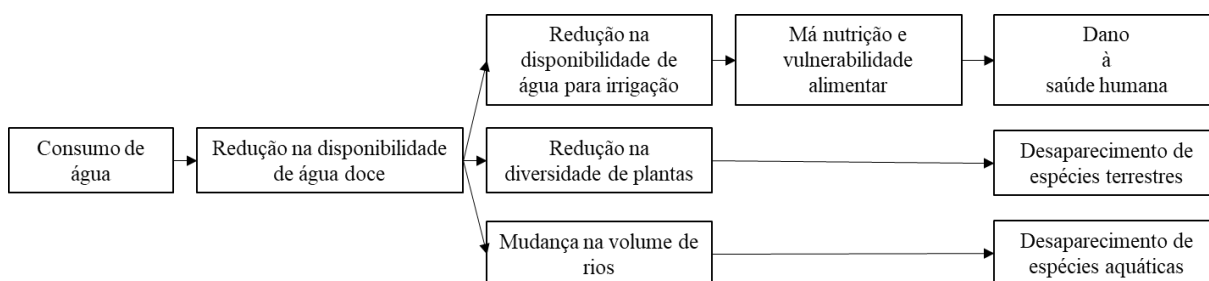 Redução na
disponibilidade de
água para irrigação
Má nutrição e
vulnerabilidade
alimentar
Dano
à
saúde humana
Consumo de
água
Redução na disponibilidade
de água doce
Redução na
diversidade de plantas
Desaparecimento de
espécies terrestres
Mudança na volume de
rios
Desaparecimento de
espécies aquáticas